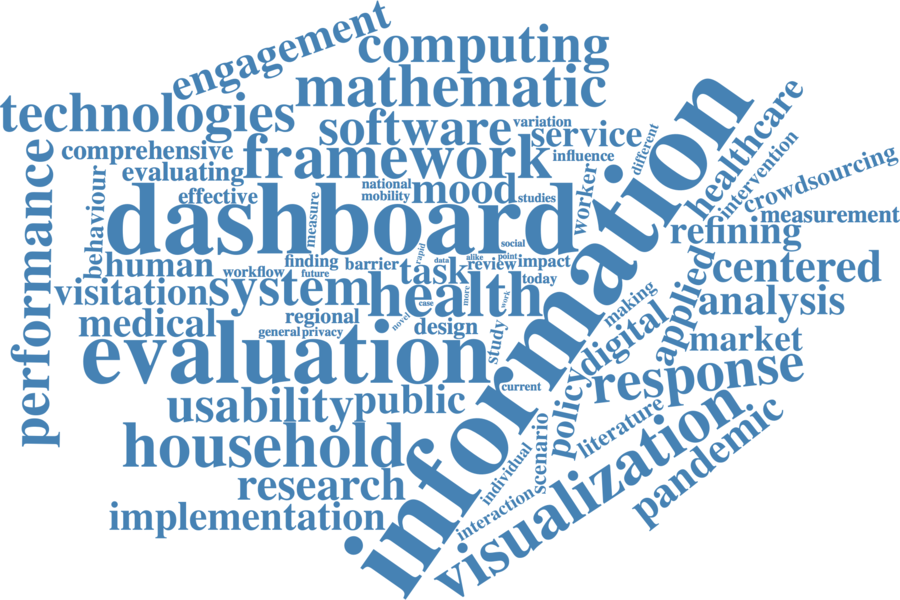 engagement
computing
mathematic
technologies
software
variation
service
different
healthcare
comprehensive
framework
influence
intervention
evaluating
crowdsourcing
performance
behaviour
effective
national
mobility
mood
studies
worker
information
measurement
dashboard
measure
social
refining
human
finding
barrier
rapid
data
alike
point
review
impact
centered
workflow
future
task
today
visitation
system
health
case
more
work
making
applied
analysis
medical
regional
general
privacy
novel
design
study
digital
market
evaluation
current
policy
response
usability
public
literature
visualization
pandemic
household
scenario
individual
research
interaction
implementation